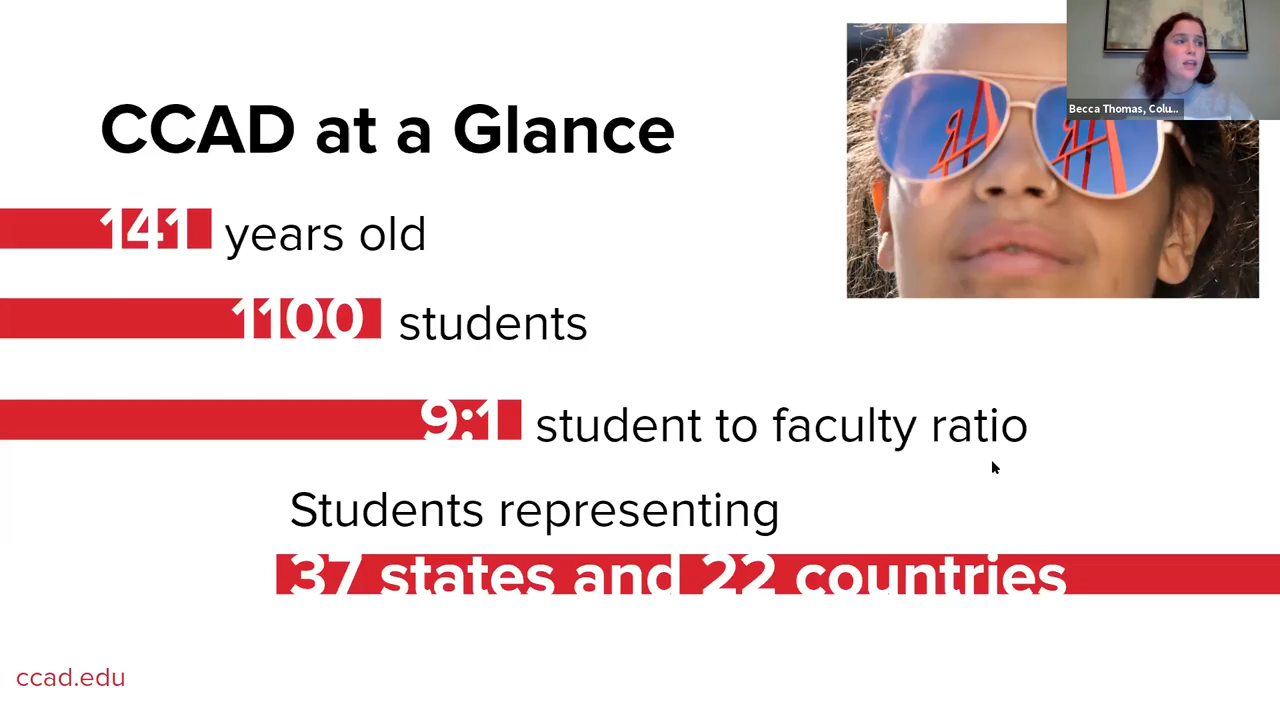 CCAD at a Glance
Becca Thomas, Colu...
141 years old
1100 students
9:1 student to faculty ratio
Students representing
37 states and 22 countries
ccad.edu